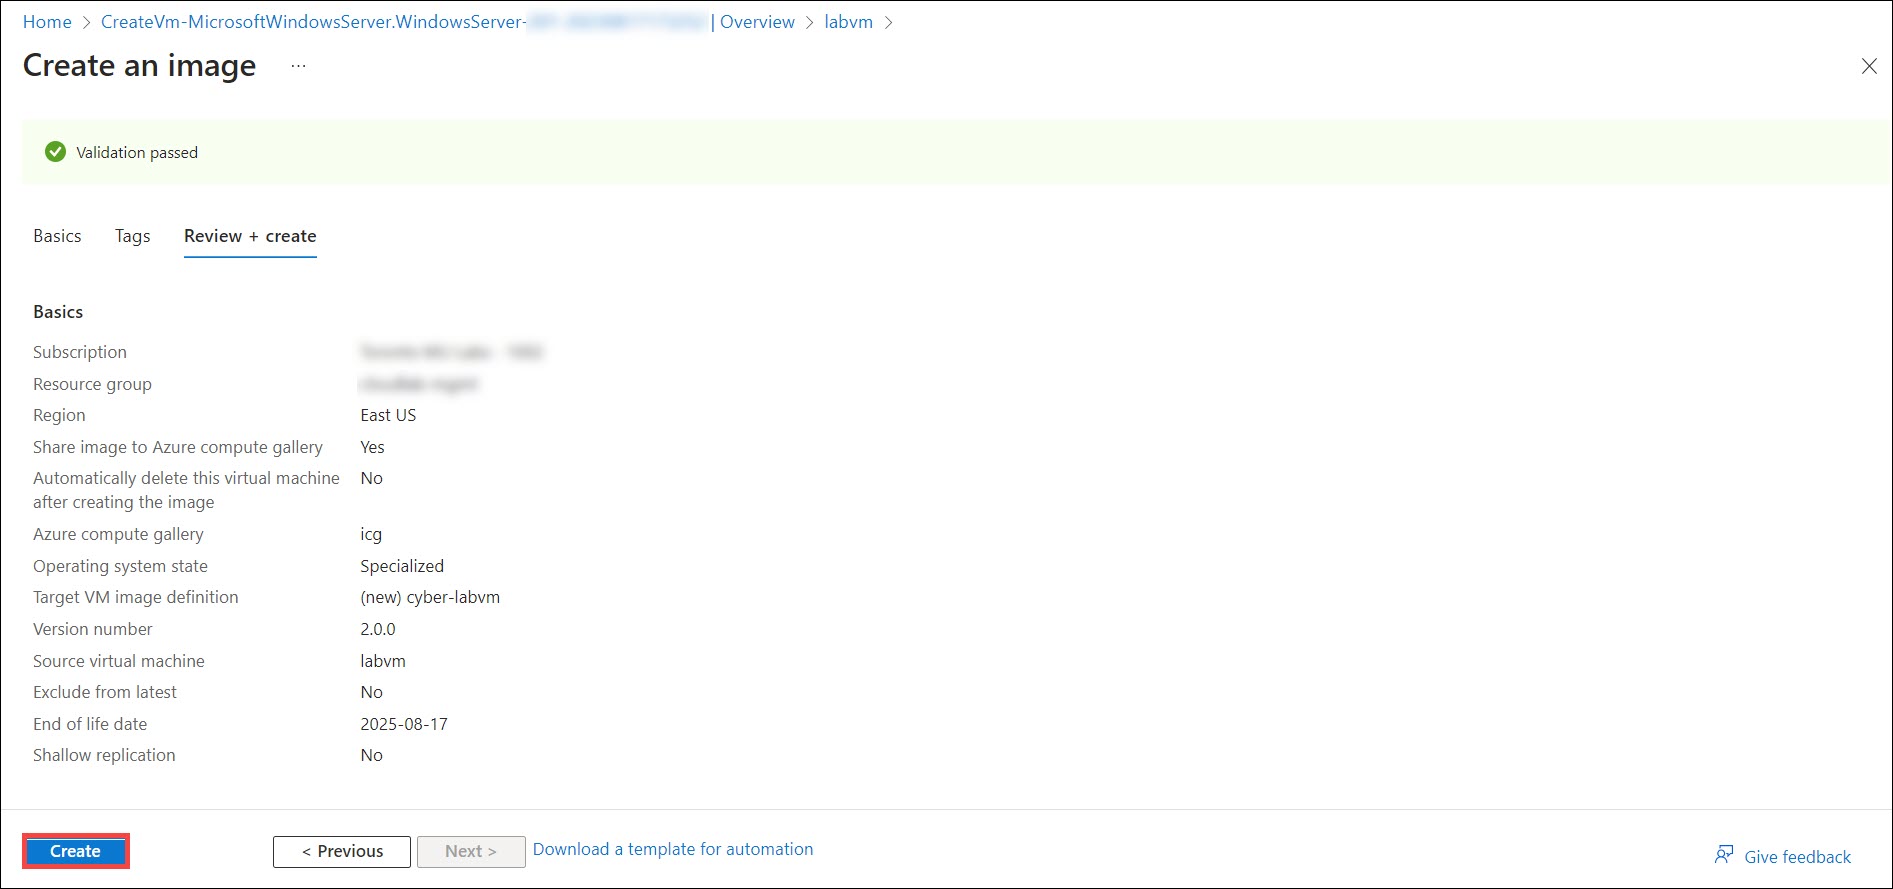 Home > CreateVm-MicrosoftWindowsServer.WindowsServer- | Overview > labvm >
Create an image ...
Validation passed
Basics Tags Review + create
Basics
Subscription
Resource group
Region East US
Share image to Azure compute gallery Yes
Automatically delete this virtual machine No
after creating the image
Azure compute gallery icg
Operating system state Specialized
Target VM image definition (new) cyber-labvm
Version number 2.0.0
Source virtual machine labvm
Exclude from latest No
End of life date 2025-08-17
Shallow replication No
Create < Previous Next > Download a template for automation Give feedback